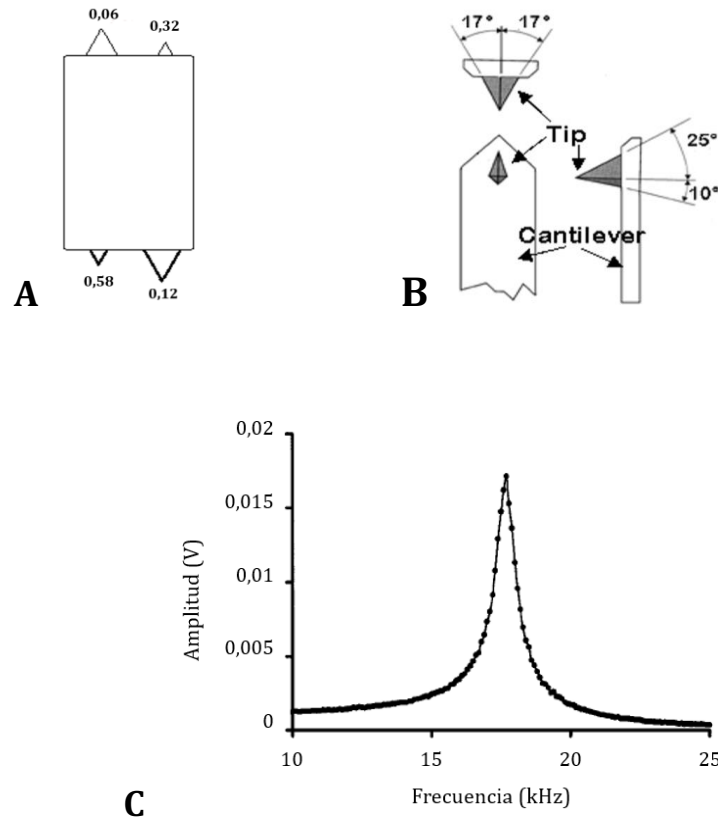 0,06
0,32
0,58
0,12
A
17° 17°
Tip
25°
10°
Cantilever
B
0,02
0,015
0,01
0,005
0
Amplitud (V)
10 15 20 25
Frecuencia (kHz)
C